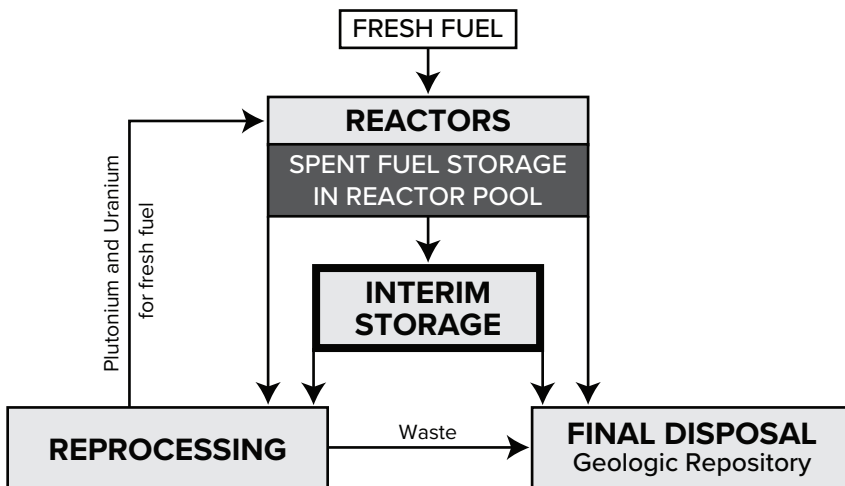 FRESH FUEL
REACTORS
SPENT FUEL STORAGE
IN REACTOR POOL
Plutonium and Uranium
for fresh fuel
INTERIM
STORAGE
REPROCESSING
Waste
FINAL DISPOSAL
Geologic Repository